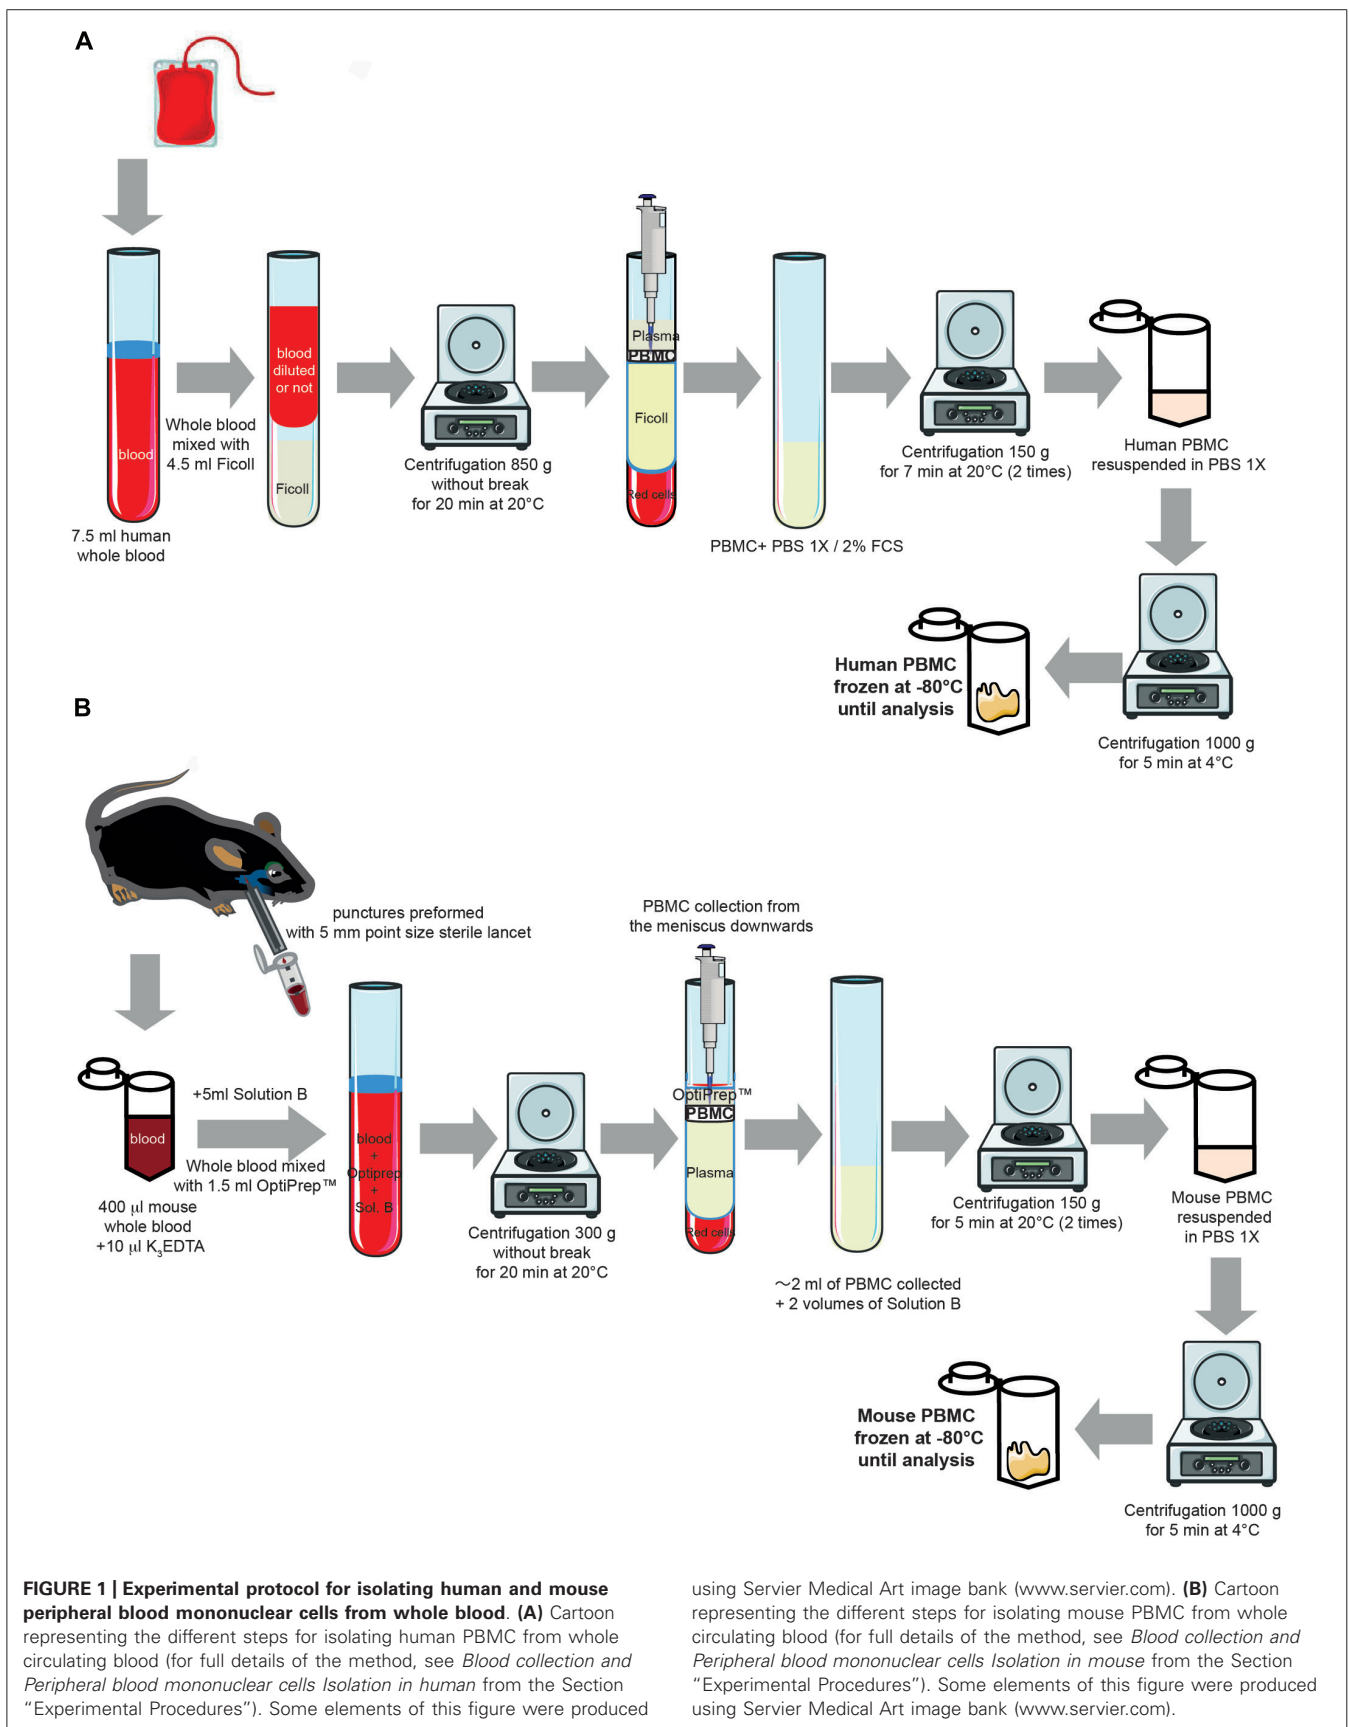 A
blood
7.5 ml human
whole blood
Whole blood
mixed with
4.5 ml Ficoll
blood
diluted
or not
Ficoll
Centrifugation 850 g
without break
for 20 min at 20°C
Plasma
PBMC
Ficoll
Red cells
PBMC+ PBS 1X / 2% FCS
Centrifugation 150 g
for 7 min at 20°C (2 times)
Human PBMC
resuspended in PBS 1X
Centrifugation 1000 g
for 5 min at 4°C
Human PBMC
frozen at -80°C
until analysis
B
punctures preformed
with 5 mm point size sterile lancet
blood
400 µl mouse
whole blood
+10 µl K3EDTA
+5ml Solution B
Whole blood mixed
with 1.5 ml OptiPrep™
blood
+
Optiprep
+
Sol. B
Centrifugation 300 g
without break
for 20 min at 20°C
PBMC collection from
the meniscus downwards
OptiPrep™
PBMC
Plasma
Red cells
～2 ml of PBMC collected
+ 2 volumes of Solution B
Centrifugation 150 g
for 5 min at 20°C (2 times)
Mouse PBMC
resuspended
in PBS 1X
Centrifugation 1000 g
for 5 min at 4°C
Mouse PBMC
frozen at -80°C
until analysis
FIGURE 1 | Experimental protocol for isolating human and mouse
peripheral blood mononuclear cells from whole blood. (A) Cartoon
representing the different steps for isolating human PBMC from whole
circulating blood (for full details of the method, see Blood collection and
Peripheral blood mononuclear cells Isolation in human from the Section
“Experimental Procedures”). Some elements of this figure were produced
using Servier Medical Art image bank (www.servier.com). (B) Cartoon
representing the different steps for isolating mouse PBMC from whole
circulating blood (for full details of the method, see Blood collection and
Peripheral blood mononuclear cells Isolation in mouse from the Section
“Experimental Procedures”). Some elements of this figure were produced
using Servier Medical Art image bank (www.servier.com).